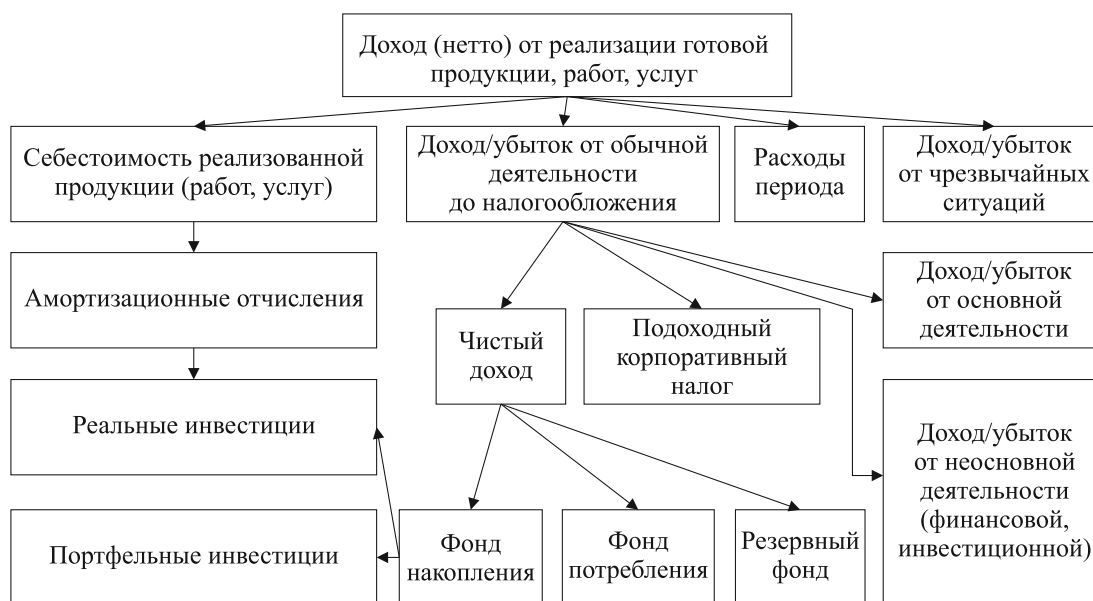 Доход (нетто) от реализации готовой
продукции, работ, услуг
Себестоимость реализованной
продукции (работ, услуг)
Доход/убыток от обычной
деятельности
до налогообложения
Расходы
периода
Доход/убыток
от чрезвычайных
ситуаций
Амортизационные отчисления
Доход/убыток
от основной
деятельности
Чистый
доход
Подоходный
корпоративный
налог
Реальные инвестиции
Доход/убыток
от неосновной
деятельности
(финансовой,
инвестиционной)
Портфельные инвестиции
Фонд
накопления
Фонд
потребления
Резервный
фонд